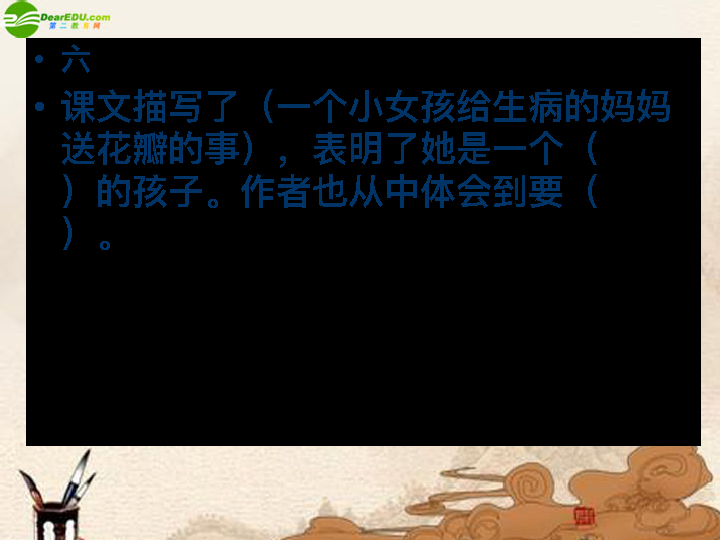 DearEDU.com
第二教育网
• 六
• 课文描写了（一个小女孩给生病的妈妈
送花瓣的事），表明了她是一个（
）的孩子。作者也从中体会到要（
）。